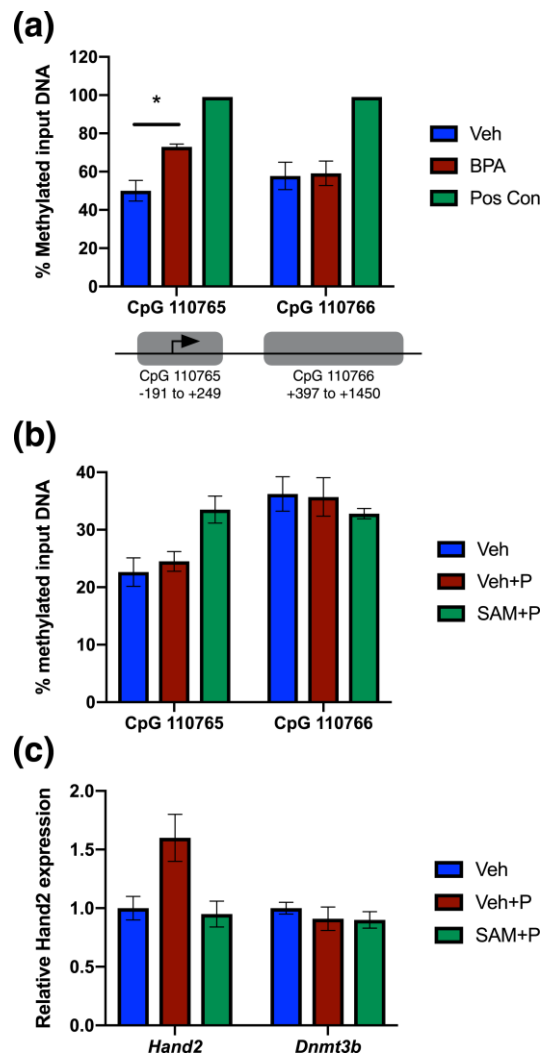 (a)
% Methylated input DNA
120
100
80
60
40
20
0
*
CpG 110765
CpG 110766
Veh
BPA
Pos Con
CpG 110765
-191 to +249
CpG 110766
+397 to +1450
(b)
% methylated input DNA
40
30
20
10
0
CpG 110765
CpG 110766
Veh
Veh+P
SAM+P
(c)
Relative Hand2 expression
2.0
1.5
1.0
0.5
0.0
Hand2
Dnmt3b
Veh
Veh+P
SAM+P